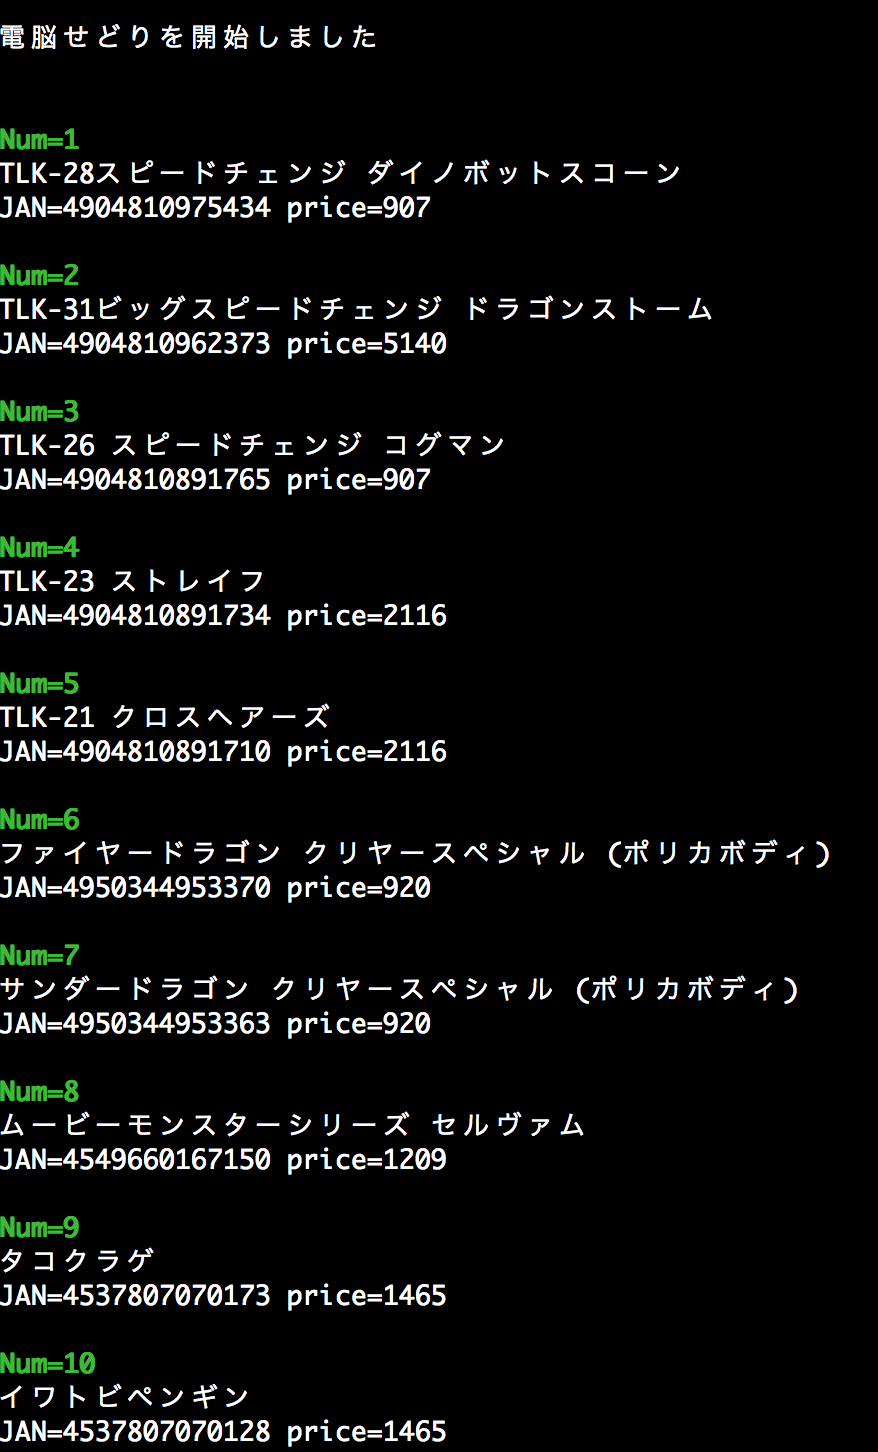 電脳せどりを開始しました
Num=1
TLK-28スピードチェンジ ダイノボットスコーン
JAN=4904810975434 price=907
Num=2
TLK-31ビッグスピードチェンジ ドラゴンストーム
JAN=4904810962373 price=5140
Num=3
TLK-26 スピードチェンジ コグマン
JAN=4904810891765 price=907
Num=4
TLK-23 ストレイフ
JAN=4904810891734 price=2116
Num=5
TLK-21 クロスヘアーズ
JAN=4904810891710 price=2116
Num=6
ファイヤードラゴン クリヤースペシャル (ポリカボディ)
JAN=4950344953370 price=920
Num=7
サンダードラゴン クリヤースペシャル (ポリカボディ)
JAN=4950344953363 price=920
Num=8
ムービーモンスターシリーズ セルヴァム
JAN=4549660167150 price=1209
Num=9
タコクラゲ
JAN=4537807070173 price=1465
Num=10
イワトビペンギン
JAN=4537807070128 price=1465